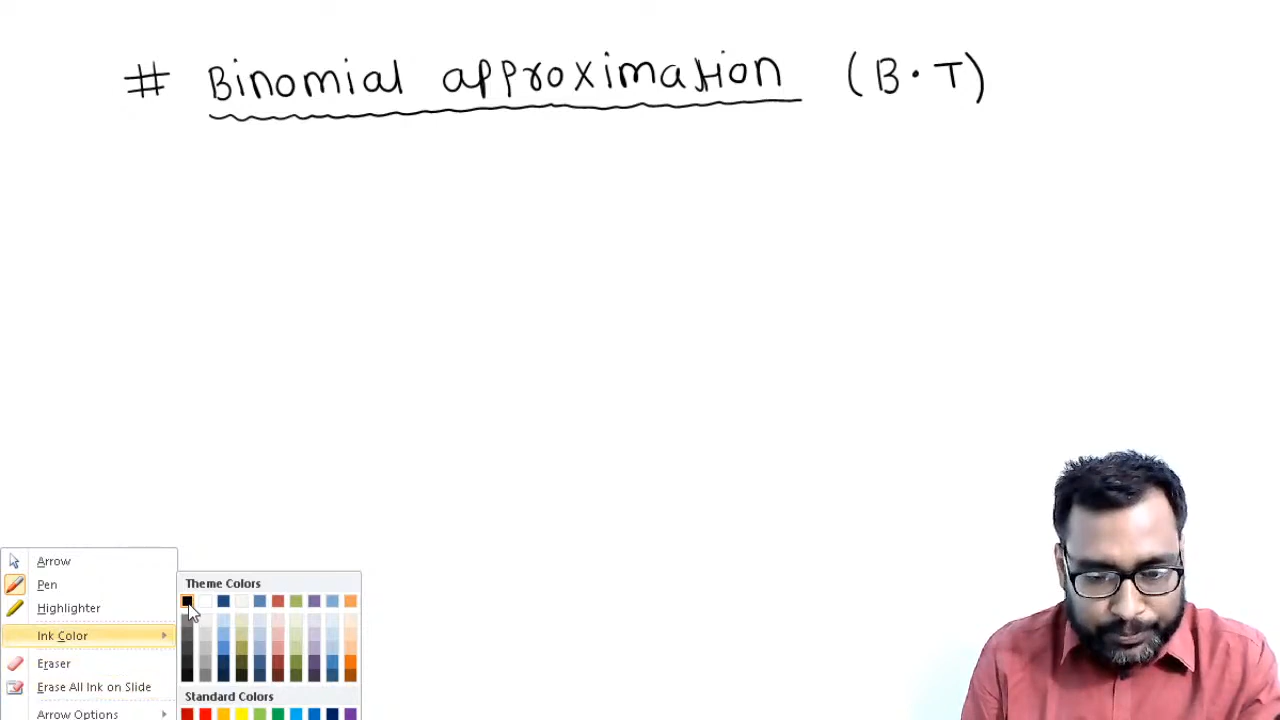 # Binomial approximation (B.T)
Arrow
Pen
Highlighter
Ink Color
Eraser
Erase All Ink on Slide
Arrow Options
Theme Colors
Standard Colors